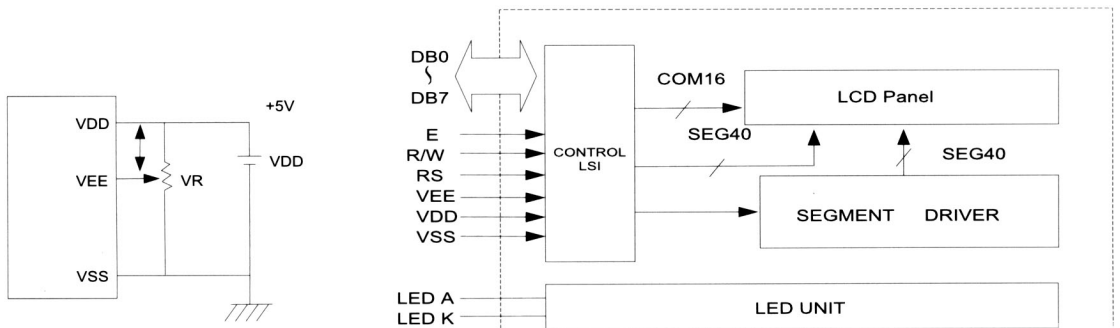 +5V
VDD
VDD
VEE
VR
VSS
DB0
~
DB7
E
R/W
RS
VEE
VDD
VSS
CONTROL
LSI
COM16
SEG40
LCD Panel
SEG40
SEGMENT DRIVER
LED A
LED K
LED UNIT